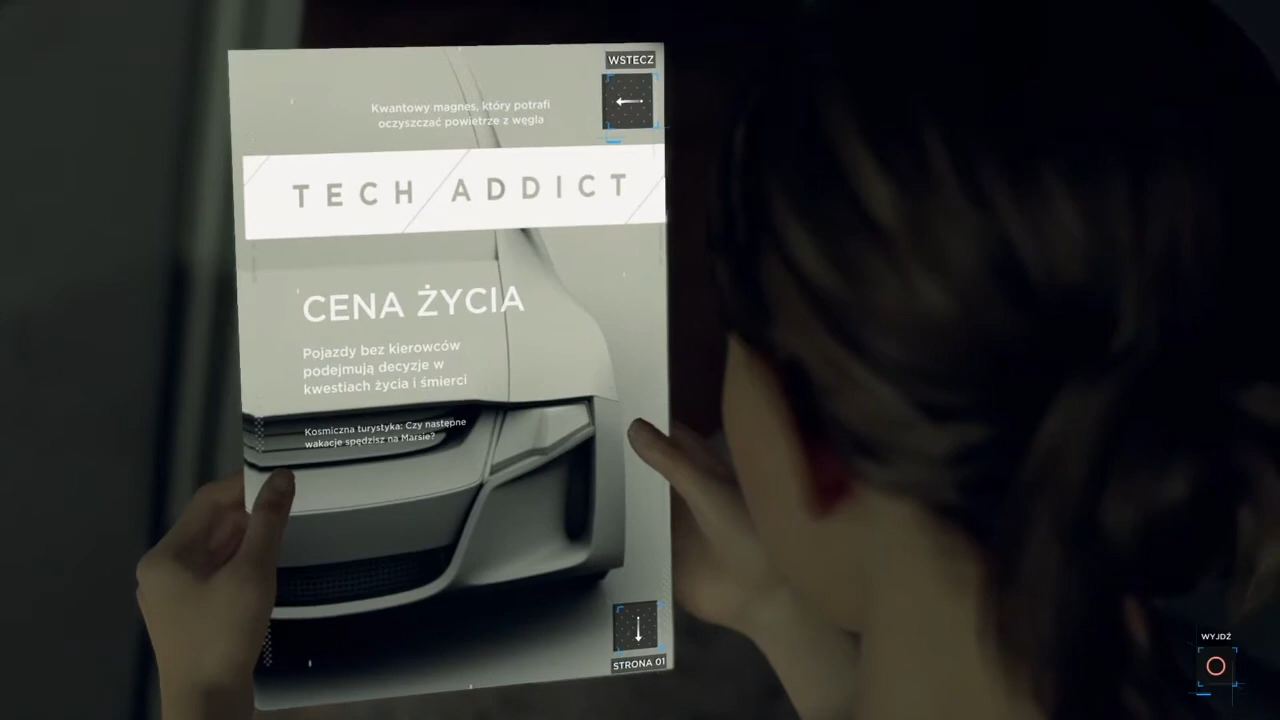 WSTECZ
Kwantowy magnes, który potrafi
oczyszczać powietrze z węgla
TECH ADDICT
CENA ŻYCIA
Pojazdy bez kierowców
podejmują decyzje w
kwestiach życia i śmierci
Kosmiczna turystyka: Czy następne
wakacje spędzisz na Marsie?
STRONA 01
WYJDŹ